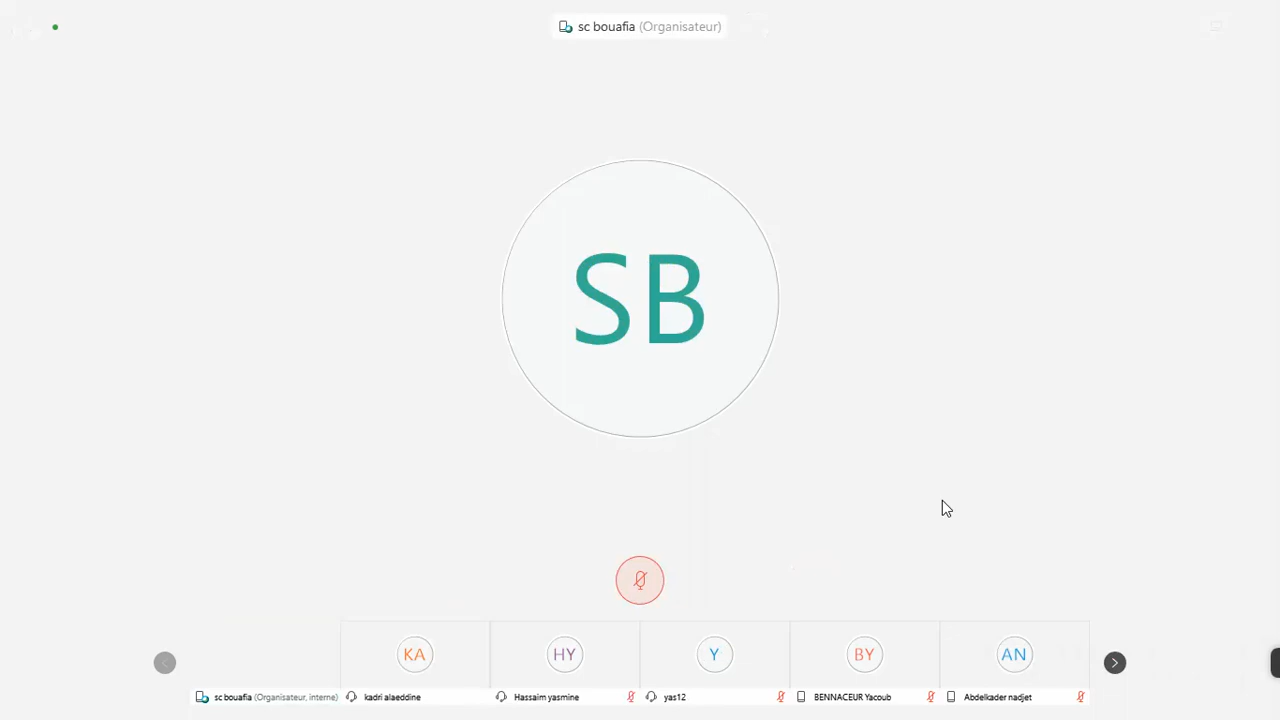 sc bouafia (Organisateur)
SB
KA
HY
Y
BY
AN
sc bouafia (Organisateur, interne)
kadri alaeddine
Hassaim yasmine
yas12
BENNACEUR Yacoub
Abdelkader nadjet